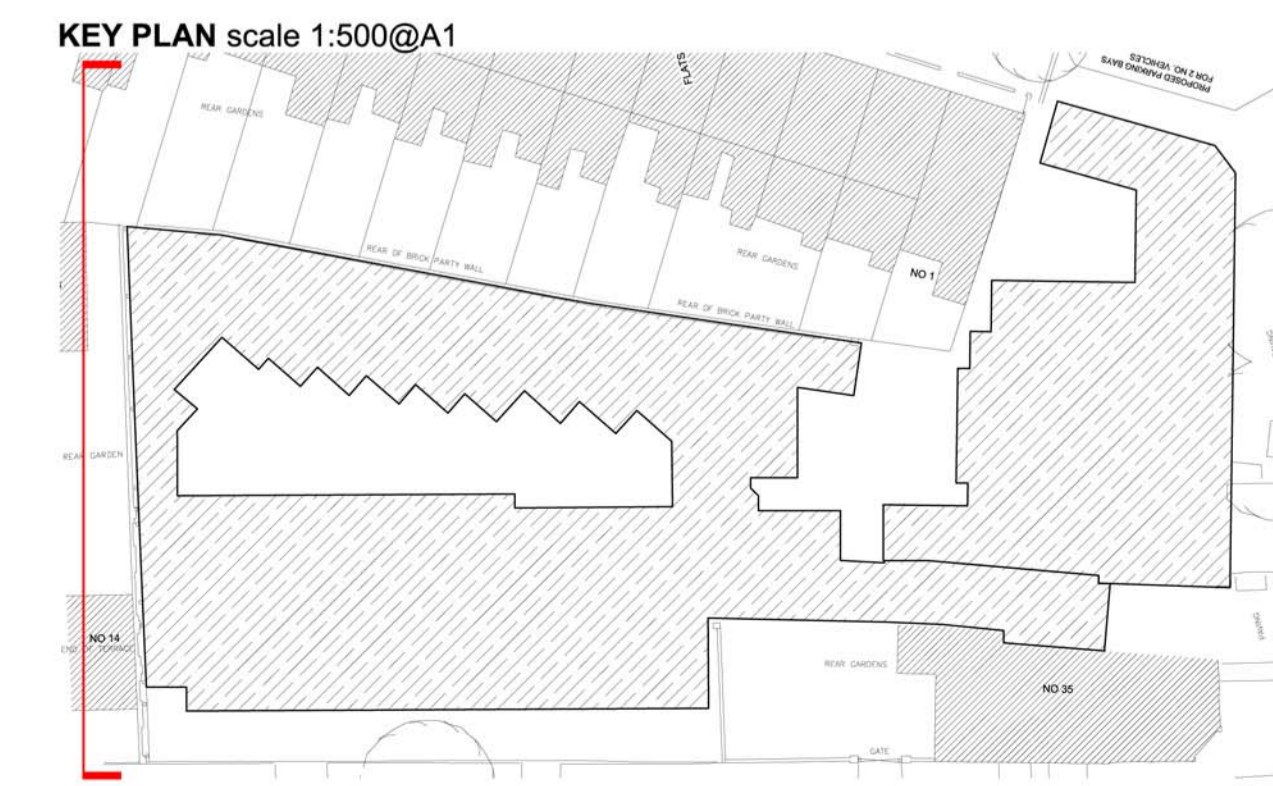 KEY PLAN scale 1:500@A1
FLATS
PROPOSED PARKING BAYS
FOR 2 NO. VEHICLES
REAR GARDENS
REAR OF BRICK PARTY WALL
REAR GARDENS
NO 1
REAR OF BRICK PARTY WALL
REAR GARDEN
NO 14
END OF TERRACE
REAR GARDENS
NO 35
PAVING
GATE